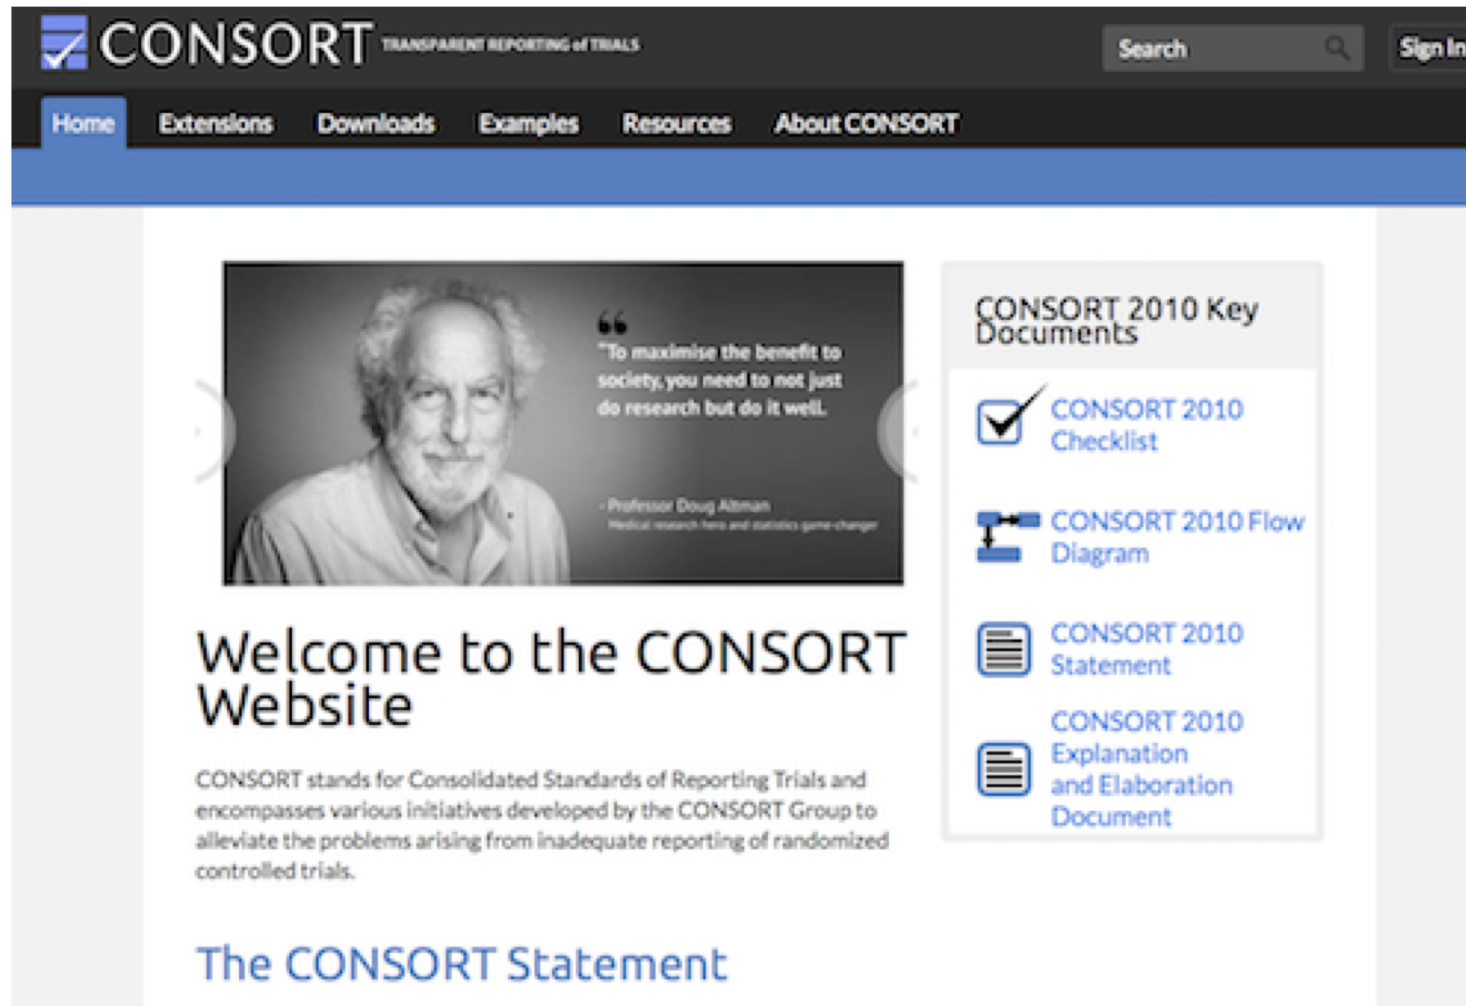 CONSORT TRANSPARENT REPORTING of TRIALS
Search
Sign In
Home Extensions Downloads Examples Resources About CONSORT
“
"To maximise the benefit to
society, you need to not just
do research but do it well.
- Professor Doug Altman
Medical research hero and statistics game-changer
CONSORT 2010 Key
Documents
CONSORT 2010
Checklist
CONSORT 2010 Flow
Diagram
CONSORT 2010
Statement
CONSORT 2010
Explanation
and Elaboration
Document
Welcome to the CONSORT
Website
CONSORT stands for Consolidated Standards of Reporting Trials and
encompasses various initiatives developed by the CONSORT Group to
alleviate the problems arising from inadequate reporting of randomized
controlled trials.
The CONSORT Statement